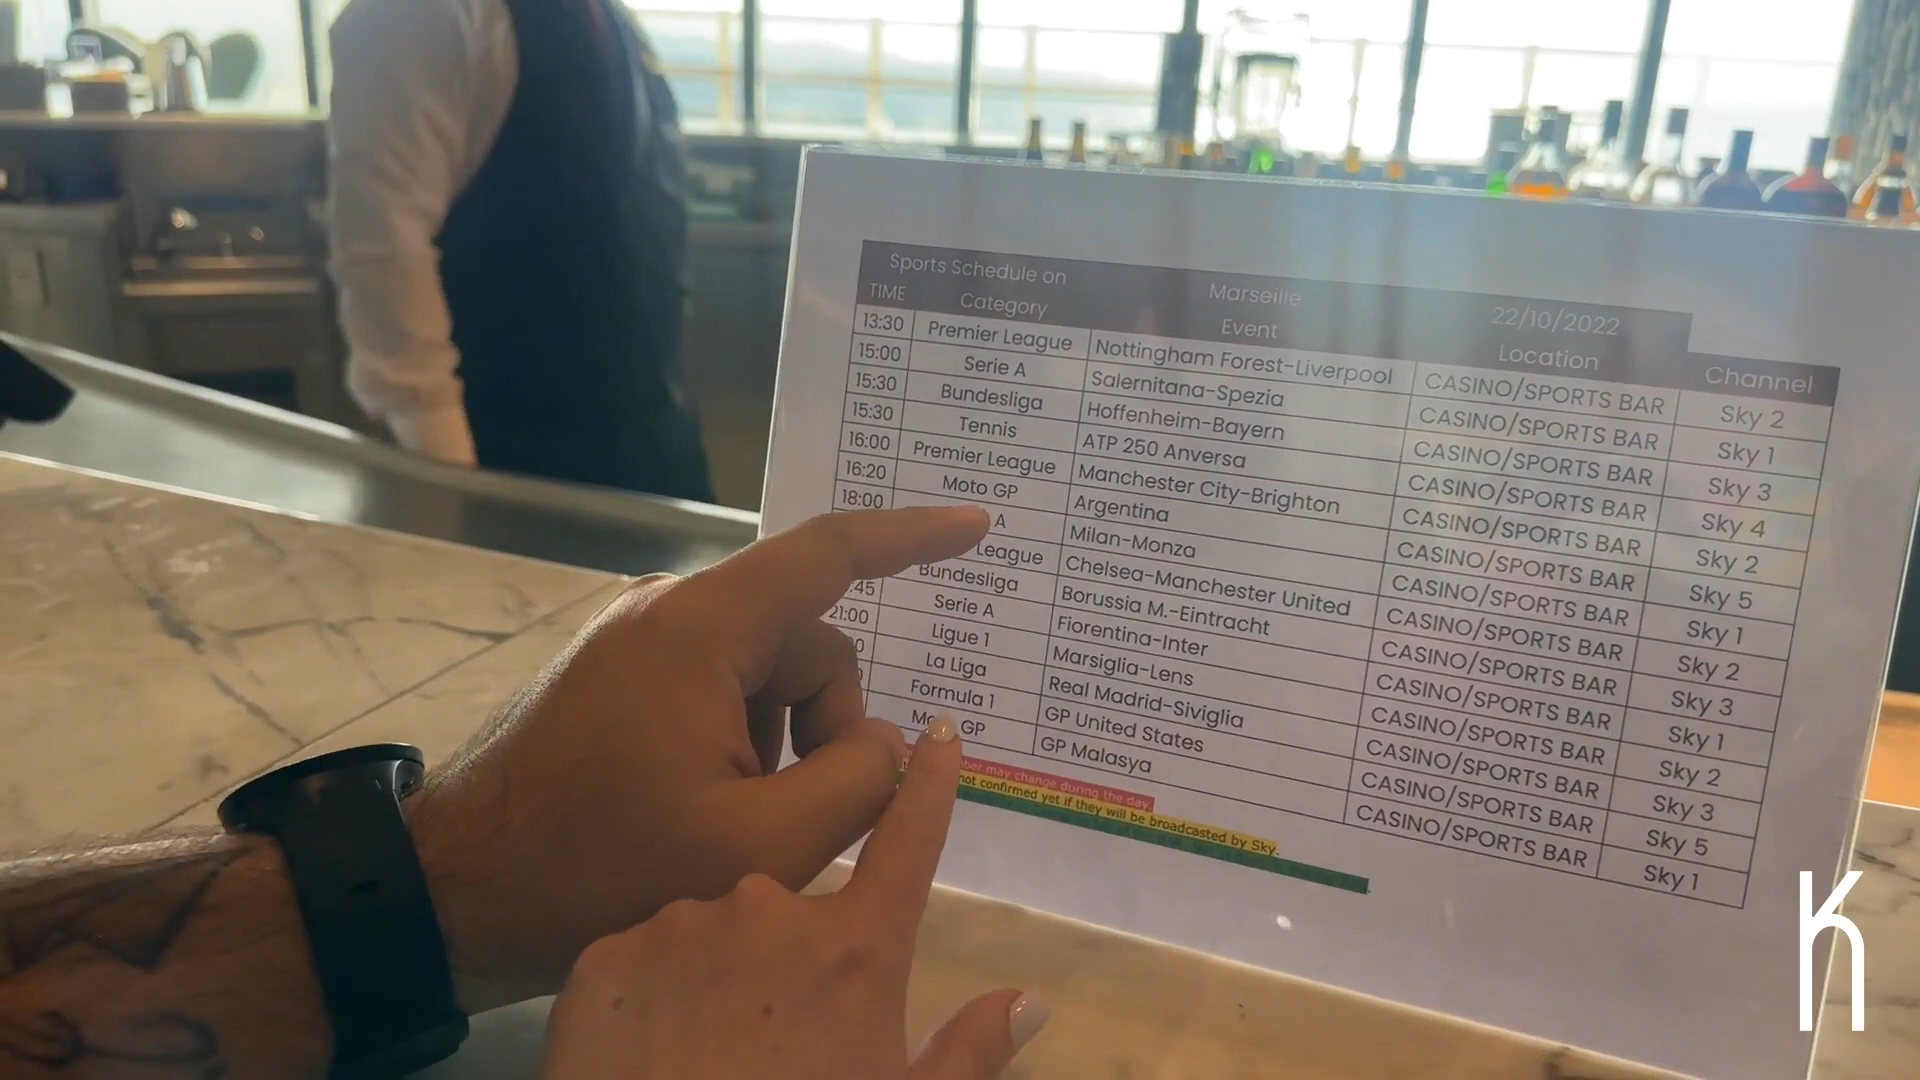 Sports Schedule on Marseille 22/10/2022
TIME Category Event Location Channel
13:30 Premier League Nottingham Forest-Liverpool CASINO/SPORTS BAR Sky 2
15:00 Serie A Salernitana-Spezia CASINO/SPORTS BAR Sky 1
15:30 Bundesliga Hoffenheim-Bayern CASINO/SPORTS BAR Sky 3
15:30 Tennis ATP 250 Anversa CASINO/SPORTS BAR Sky 4
16:00 Premier League Manchester City-Brighton CASINO/SPORTS BAR Sky 2
16:20 Moto GP Argentina CASINO/SPORTS BAR Sky 5
18:00 A Milan-Monza CASINO/SPORTS BAR Sky 1
League Chelsea-Manchester United CASINO/SPORTS BAR Sky 2
:45 Bundesliga Borussia M.-Eintracht CASINO/SPORTS BAR Sky 3
21:00 Serie A Fiorentina-Inter CASINO/SPORTS BAR Sky 1
0 Ligue 1 Marsiglia-Lens CASINO/SPORTS BAR Sky 2
La Liga Real Madrid-Siviglia CASINO/SPORTS BAR Sky 3
Formula 1 GP United States CASINO/SPORTS BAR Sky 5
GP GP Malasya CASINO/SPORTS BAR Sky 1
may change during the day.
not confirmed yet if they will be broadcasted by Sky.
K